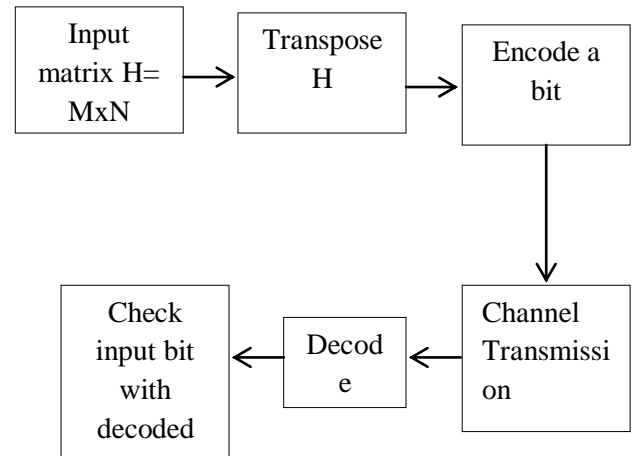 Input
matrix H=
MxN
Transpose
H
Encode a
bit
Channel
Transmissi
on
Decod
e
Check
input bit
with
decoded